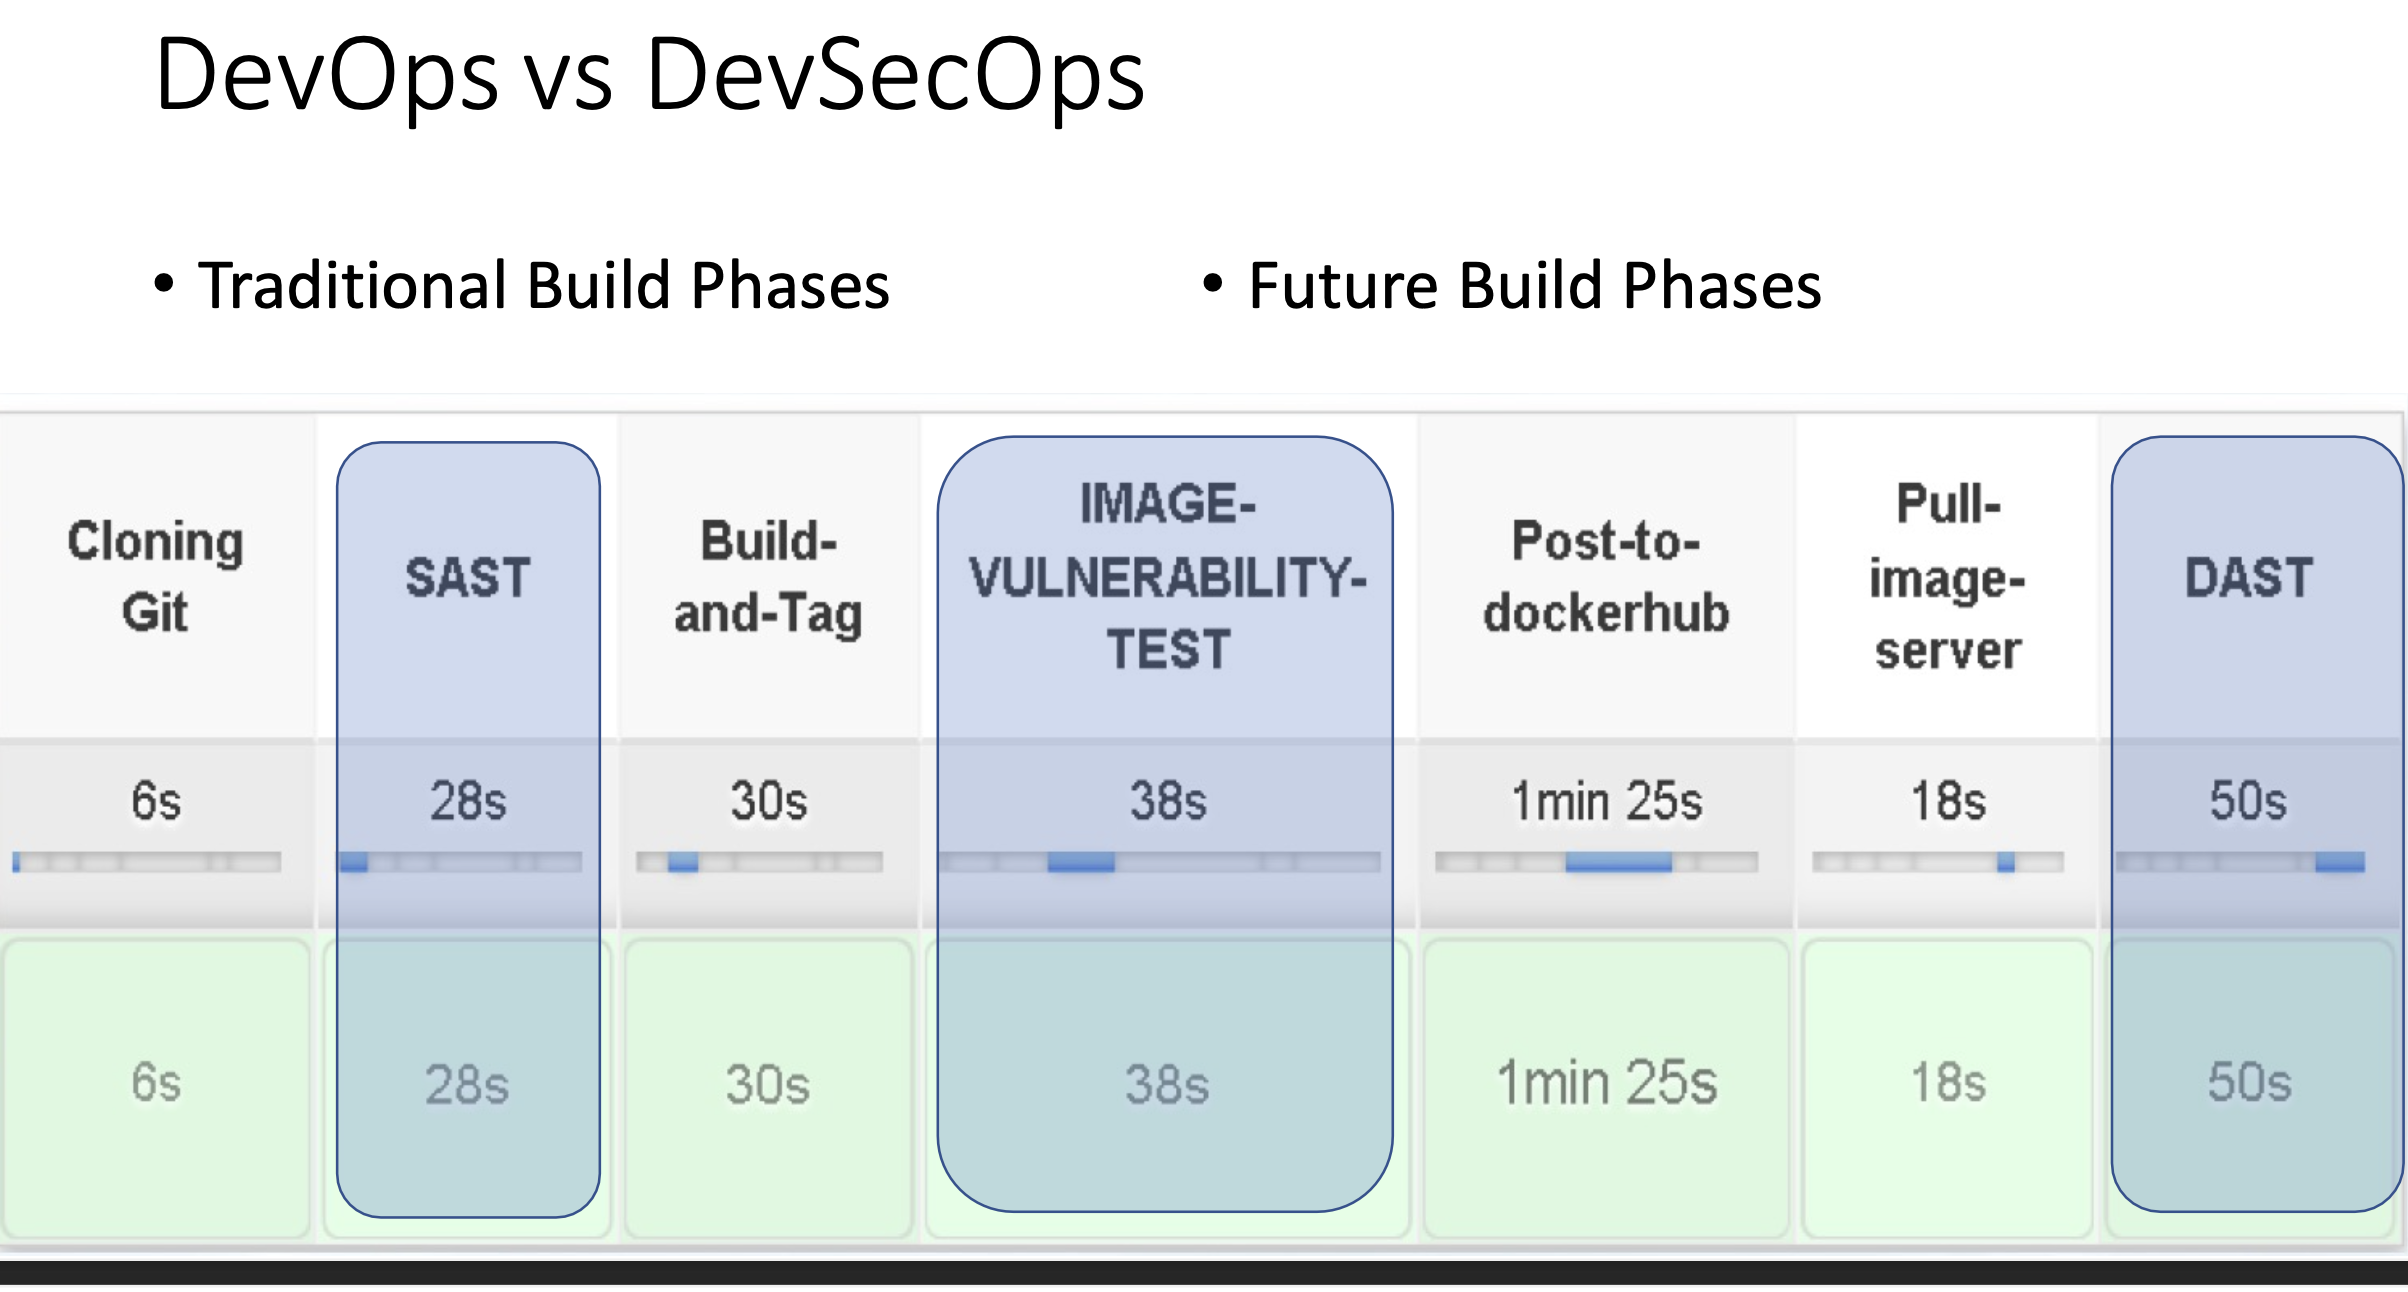 DevOps vs DevSecOps
• Traditional Build Phases
• Future Build Phases
Cloning
Git
SAST
Build-
and-Tag
IMAGE-
VULNERABILITY-
TEST
Post-to-
dockerhub
Pull-
image-
server
DAST
6s
28s
30s
38s
1min 25s
18s
50s
6s
28s
30s
38s
1min 25s
18s
50s